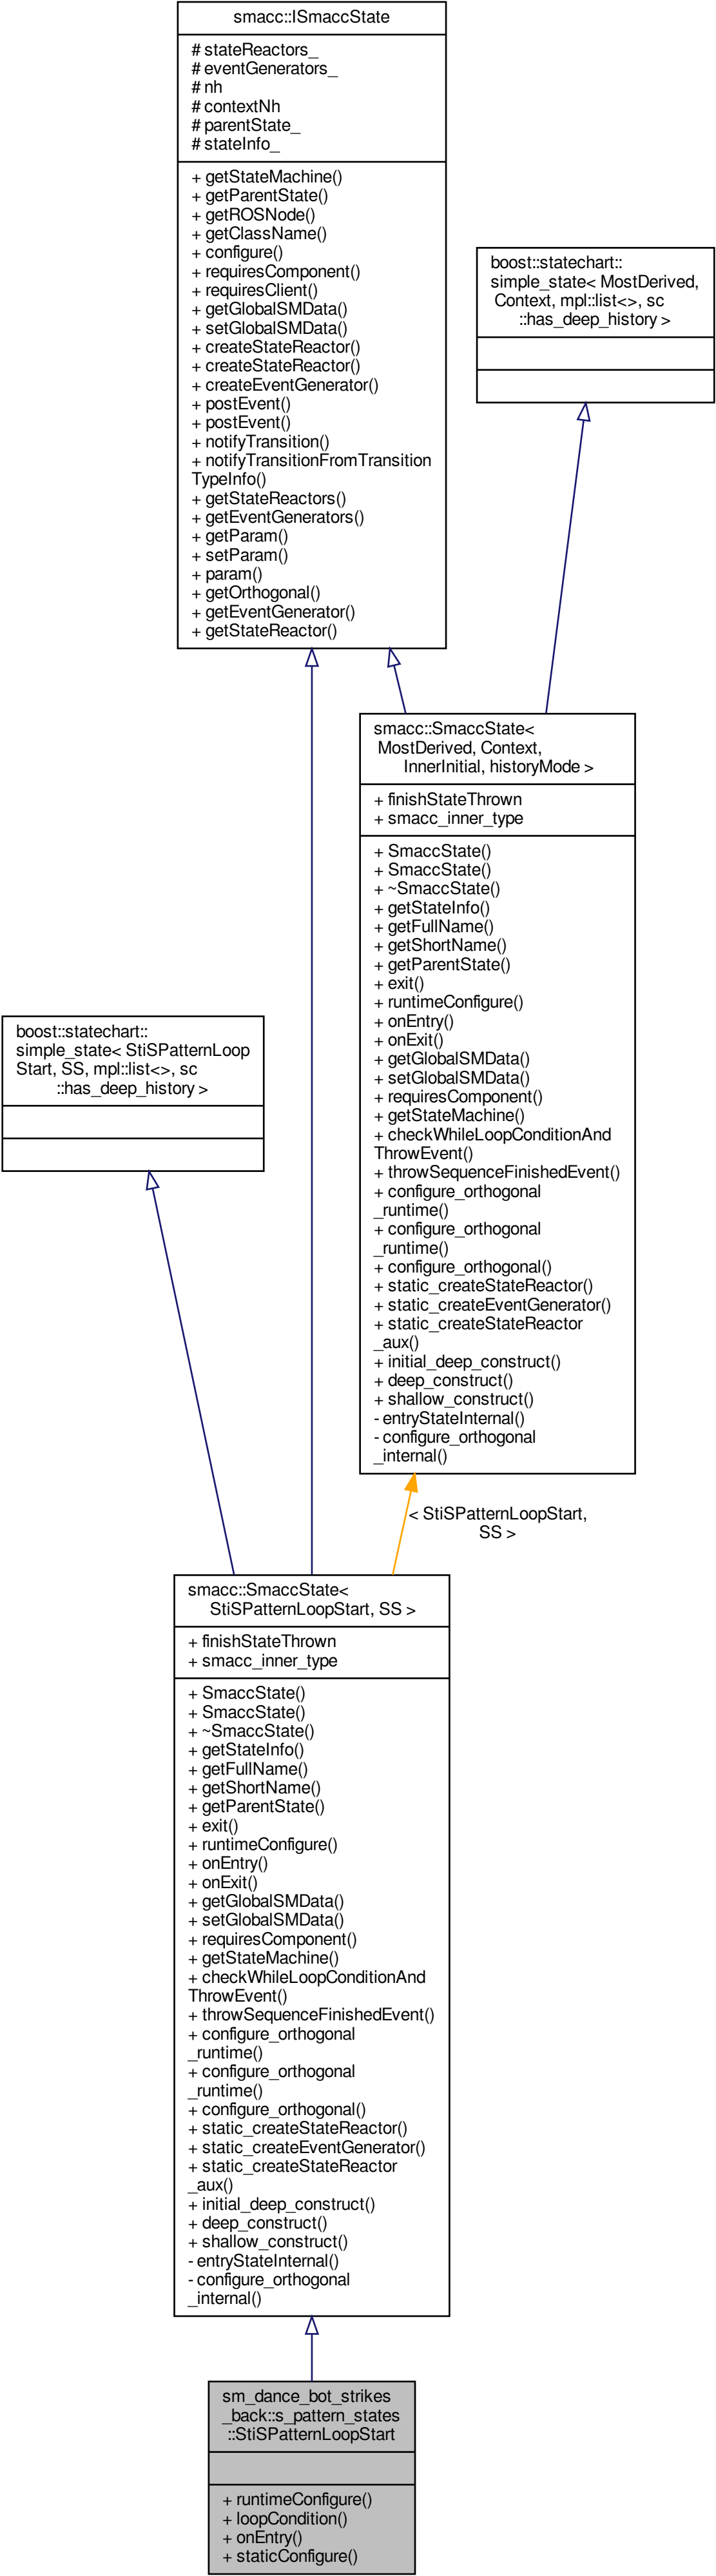 smacc::ISmaccState
# stateReactors_
# eventGenerators_
# nh
# contextNh
# parentState_
# stateInfo_
+ getStateMachine()
+ getParentState()
+ getROSNode()
+ getClassName()
+ configure()
+ requiresComponent()
+ requiresClient()
+ getGlobalSMData()
+ setGlobalSMData()
+ createStateReactor()
+ createStateReactor()
+ createEventGenerator()
+ postEvent()
+ postEvent()
+ notifyTransition()
+ notifyTransitionFromTransition
TypeInfo()
+ getStateReactors()
+ getEventGenerators()
+ getParam()
+ setParam()
+ param()
+ getOrthogonal()
+ getEventGenerator()
+ getStateReactor()
boost::statechart::
simple_state< MostDerived,
Context, mpl::list<>, sc
::has_deep_history >
smacc::SmaccState<
MostDerived, Context,
InnerInitial, historyMode >
+ finishStateThrown
+ smacc_inner_type
+ SmaccState()
+ SmaccState()
+ ~SmaccState()
+ getStateInfo()
+ getFullName()
+ getShortName()
+ getParentState()
+ exit()
+ runtimeConfigure()
+ onEntry()
+ onExit()
+ getGlobalSMData()
+ setGlobalSMData()
+ requiresComponent()
+ getStateMachine()
+ checkWhileLoopConditionAnd
ThrowEvent()
+ throwSequenceFinishedEvent()
+ configure_orthogonal
_runtime()
+ configure_orthogonal
_runtime()
+ configure_orthogonal()
+ static_createStateReactor()
+ static_createEventGenerator()
+ static_createStateReactor
_aux()
+ initial_deep_construct()
+ deep_construct()
+ shallow_construct()
- entryStateInternal()
- configure_orthogonal
_internal()
boost::statechart::
simple_state< StiSPatternLoop
Start, SS, mpl::list<>, sc
::has_deep_history >
< StiSPatternLoopStart,
SS >
smacc::SmaccState<
StiSPatternLoopStart, SS >
+ finishStateThrown
+ smacc_inner_type
+ SmaccState()
+ SmaccState()
+ ~SmaccState()
+ getStateInfo()
+ getFullName()
+ getShortName()
+ getParentState()
+ exit()
+ runtimeConfigure()
+ onEntry()
+ onExit()
+ getGlobalSMData()
+ setGlobalSMData()
+ requiresComponent()
+ getStateMachine()
+ checkWhileLoopConditionAnd
ThrowEvent()
+ throwSequenceFinishedEvent()
+ configure_orthogonal
_runtime()
+ configure_orthogonal
_runtime()
+ configure_orthogonal()
+ static_createStateReactor()
+ static_createEventGenerator()
+ static_createStateReactor
_aux()
+ initial_deep_construct()
+ deep_construct()
+ shallow_construct()
- entryStateInternal()
- configure_orthogonal
_internal()
sm_dance_bot_strikes
_back::s_pattern_states
::StiSPatternLoopStart
+ runtimeConfigure()
+ loopCondition()
+ onEntry()
+ staticConfigure()